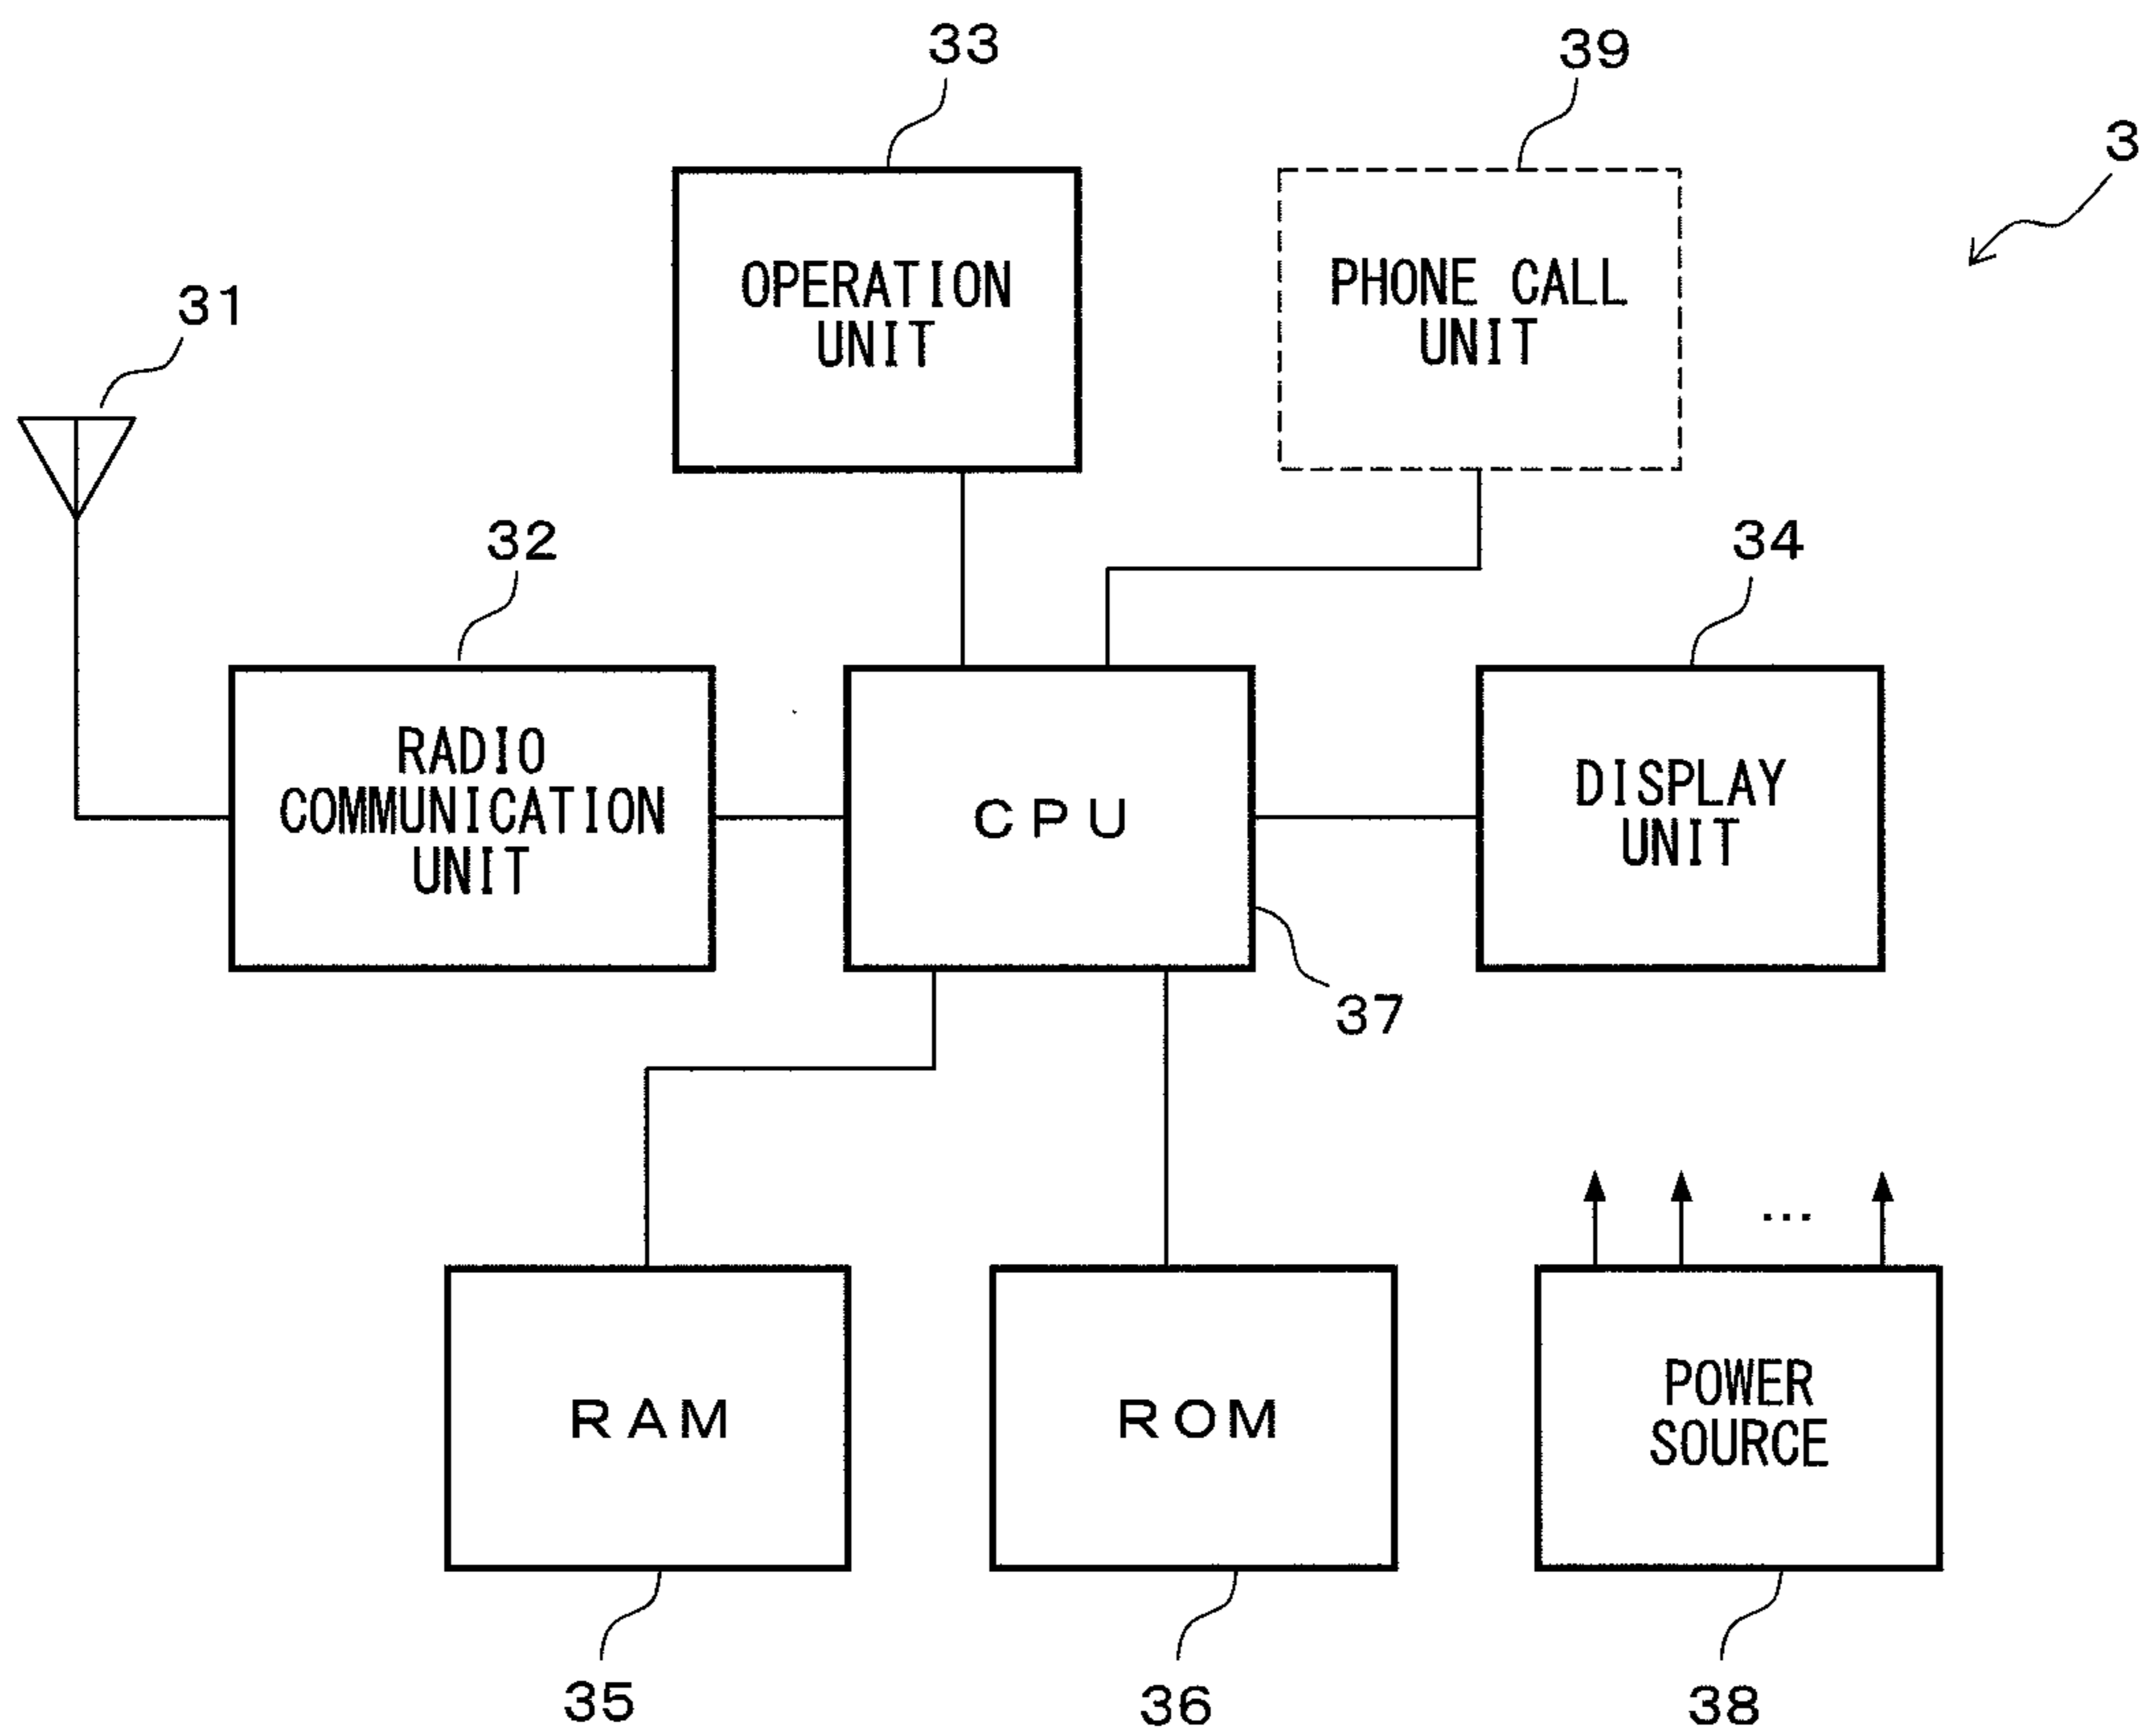 33
39
3
OPERATION
UNIT
PHONE CALL
UNIT
31
32
34
RADIO
COMMUNICATION
UNIT
CPU
DISPLAY
UNIT
37
...
RAM
ROM
POWER
SOURCE
35
36
38